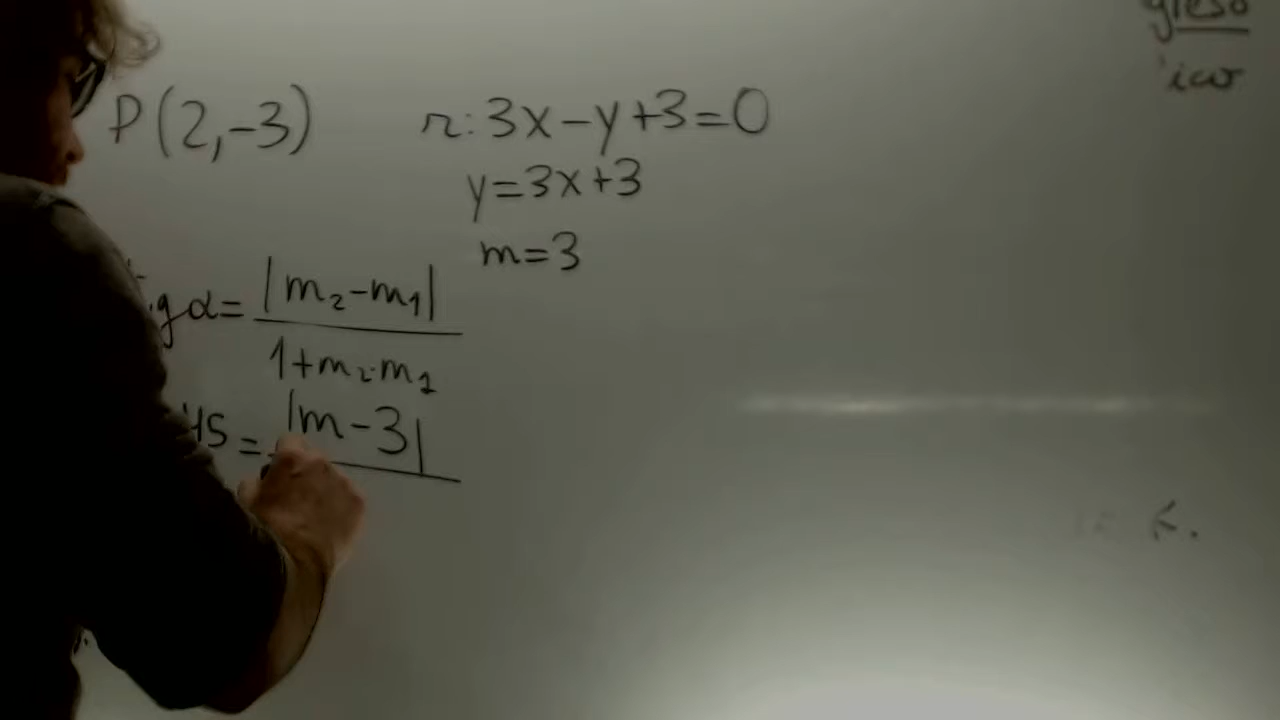 P(2,-3) r: 3x-y+3=0
y=3x+3
m=3
tg α = |m₂-m₁| / 1+m₂·m₁
45 = |m-3|